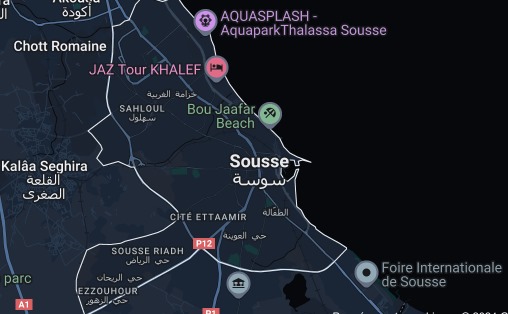 أكودة
AQUASPLASH -
AquaparkThalassa Sousse
Chott Romaine
JAZ Tour KHALEF
خزامة الغربية
SAHLOUL
سهلول
Bou Jaafar
Beach
Kalâa Seghira
القلعة
الصغرى
Sousse
سوسة
CITÉ ETTAAMIR
الطفالة
حي العوينة
P12
SOUSSE RIADH
حي الرياض
parc
حي الريحان
EZZOUHOUR
حي الزهور
Foire Internationale
de Sousse
A1
P1